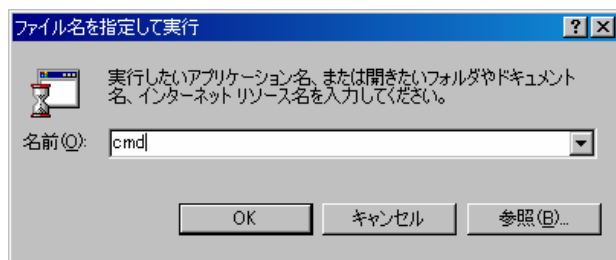 ファイル名を指定して実行
実行したいアプリケーション名、または開きたいフォルダやドキュメント
名、インターネット リソース名を入力してください。
名前(O): cmd
OK キャンセル 参照(B)...